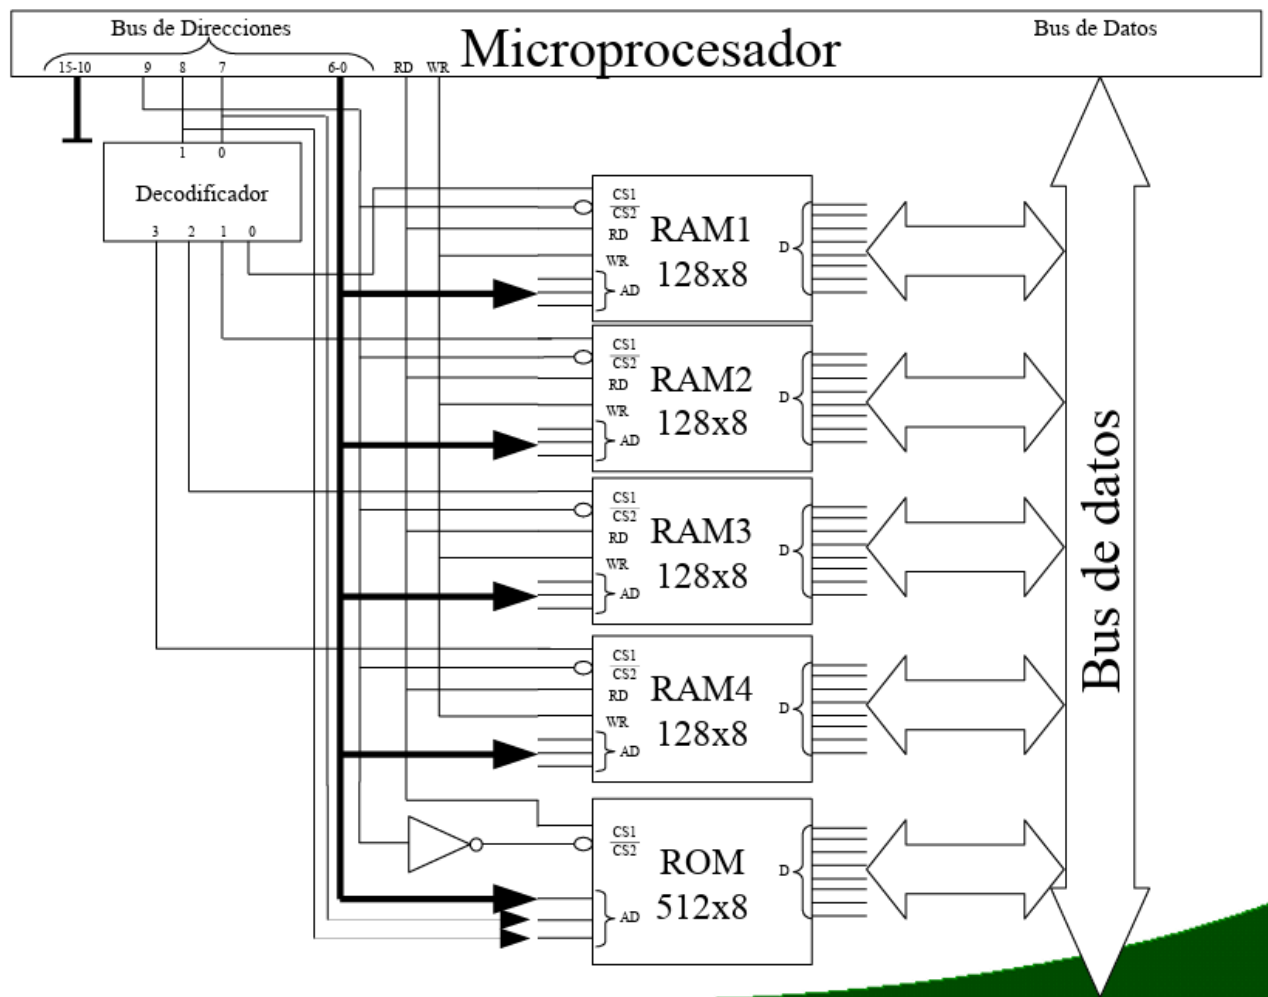 Bus de Direcciones
Microprocesador
Bus de Datos
15-10 9 8 7 6-0 RD WR
1 0
Decodificador
3 2 1 0
CS1
CS2
RD
WR
AD
RAM1
128x8
D
CS1
CS2
RD
WR
AD
RAM2
128x8
D
CS1
CS2
RD
WR
AD
RAM3
128x8
D
CS1
CS2
RD
WR
AD
RAM4
128x8
D
CS1
CS2
AD
ROM
512x8
D
Bus de datos